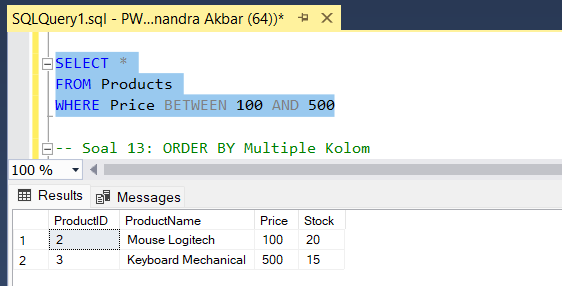 SQLQuery1.sql - PW...nandra Akbar (64))*
SELECT *
FROM Products
WHERE Price BETWEEN 100 AND 500
-- Soal 13: ORDER BY Multiple Kolom
100 %
Results Messages
ProductID ProductName Price Stock
1 2 Mouse Logitech 100 20
2 3 Keyboard Mechanical 500 15